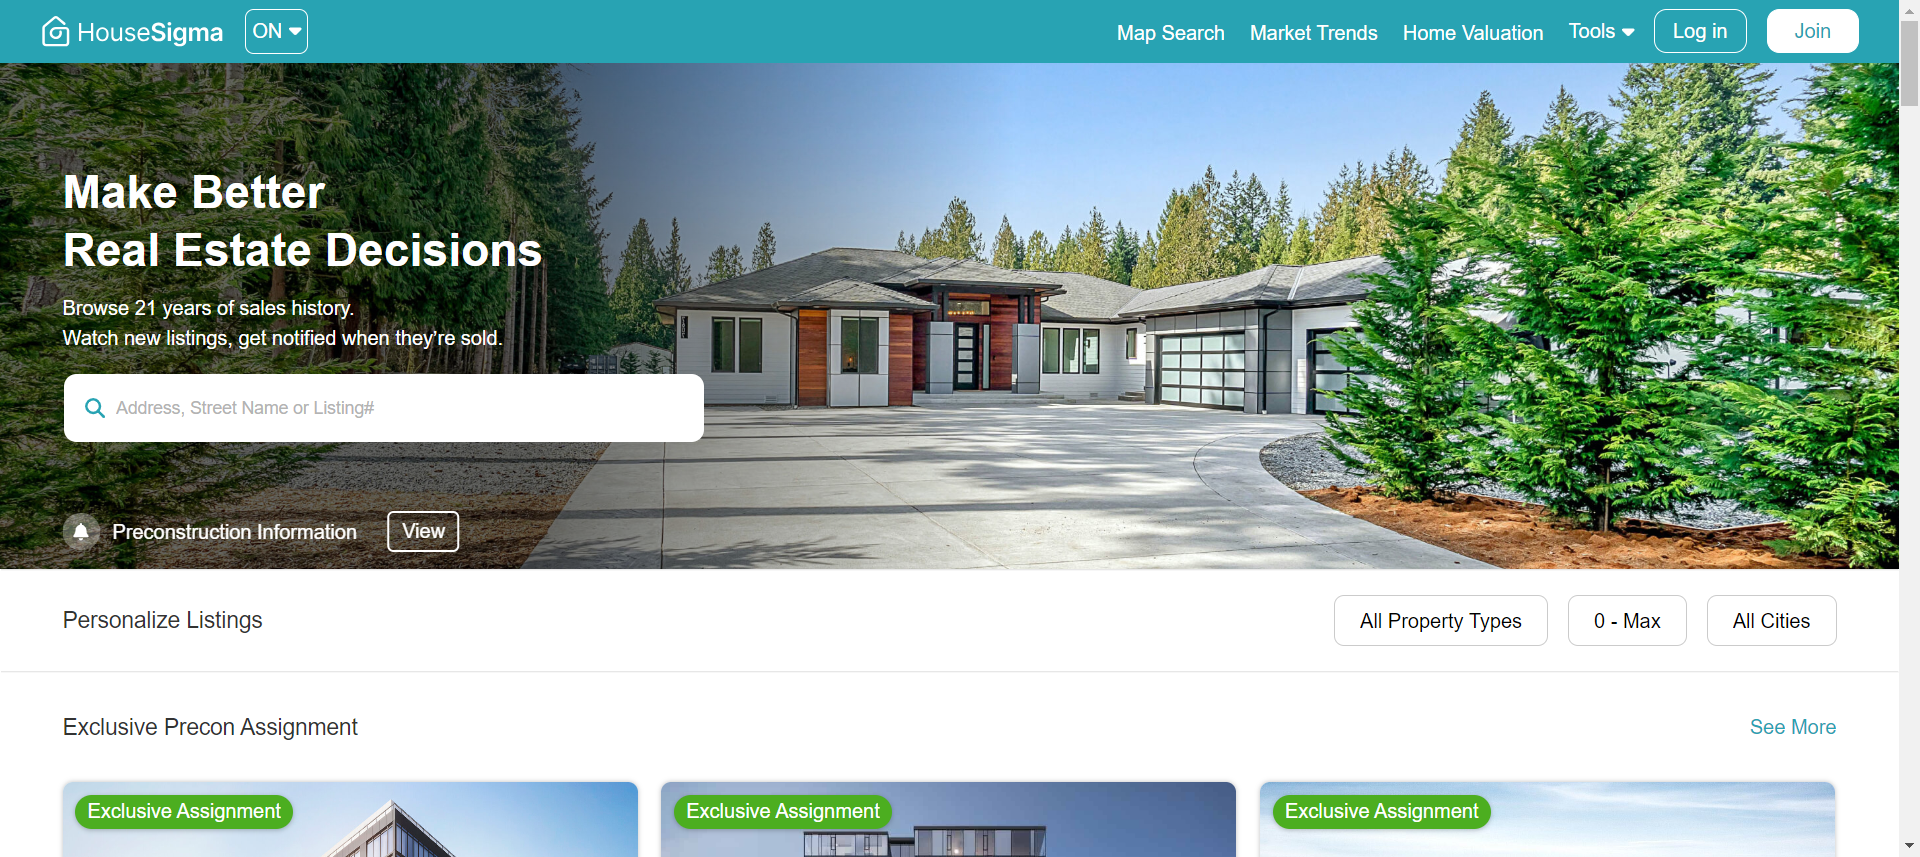 HouseSigma
ON
Map Search
Market Trends
Home Valuation
Tools
Log in
Join
Make Better
Real Estate Decisions
Browse 21 years of sales history.
Watch new listings, get notified when they're sold.
Address, Street Name or Listing#
Preconstruction Information
View
Personalize Listings
All Property Types
0 - Max
All Cities
Exclusive Precon Assignment
See More
Exclusive Assignment
Exclusive Assignment
Exclusive Assignment